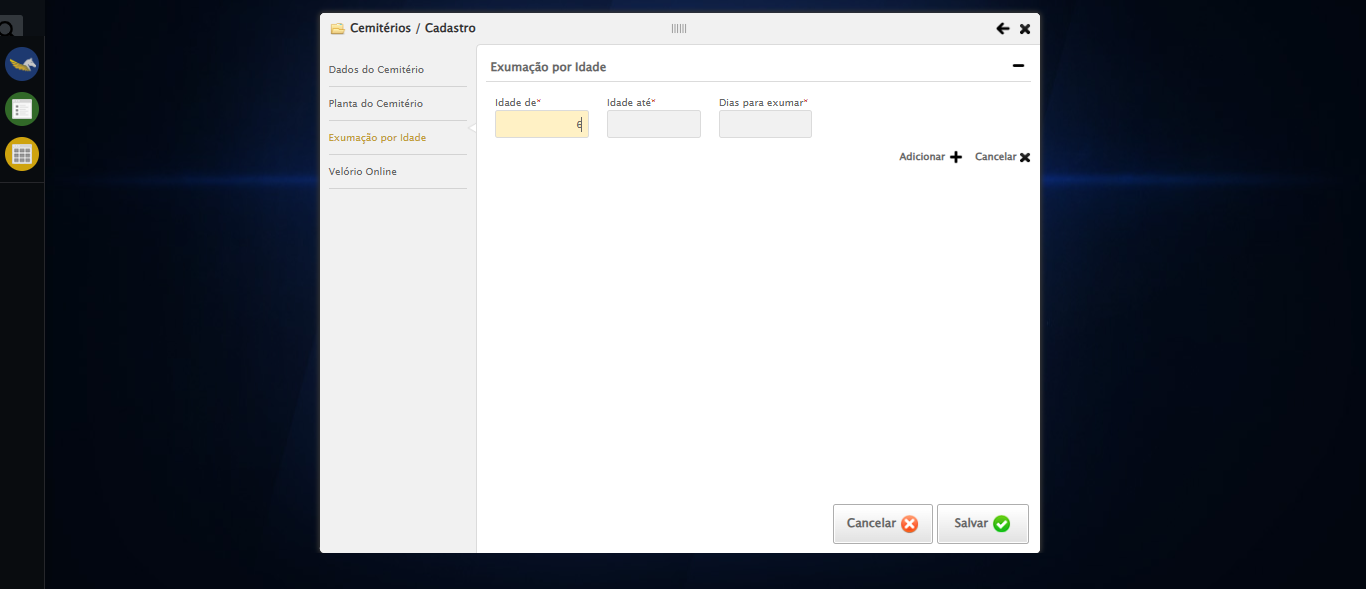 Cemitérios / Cadastro
Dados do Cemitério
Planta do Cemitério
Exumação por Idade
Velório Online
Exumação por Idade
Idade de* Idade até* Dias para exumar*
6
Adicionar Cancelar
Cancelar Salvar